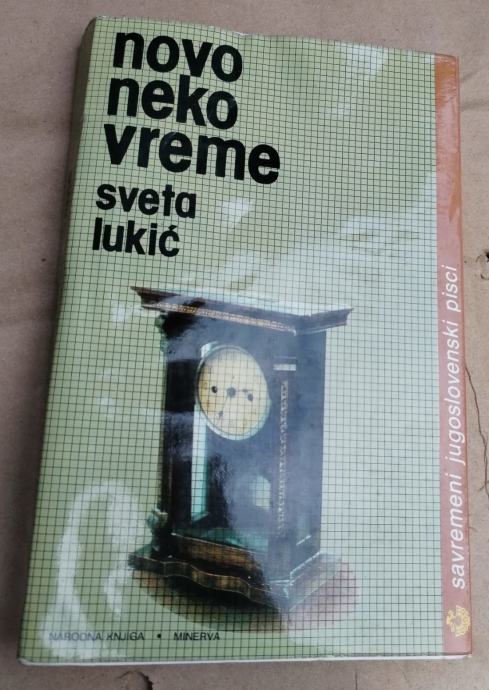 novo
neko
vreme
sveta
lukić
savremeni jugoslovenski pisci
NARODNA KNJIGA • MINERVA